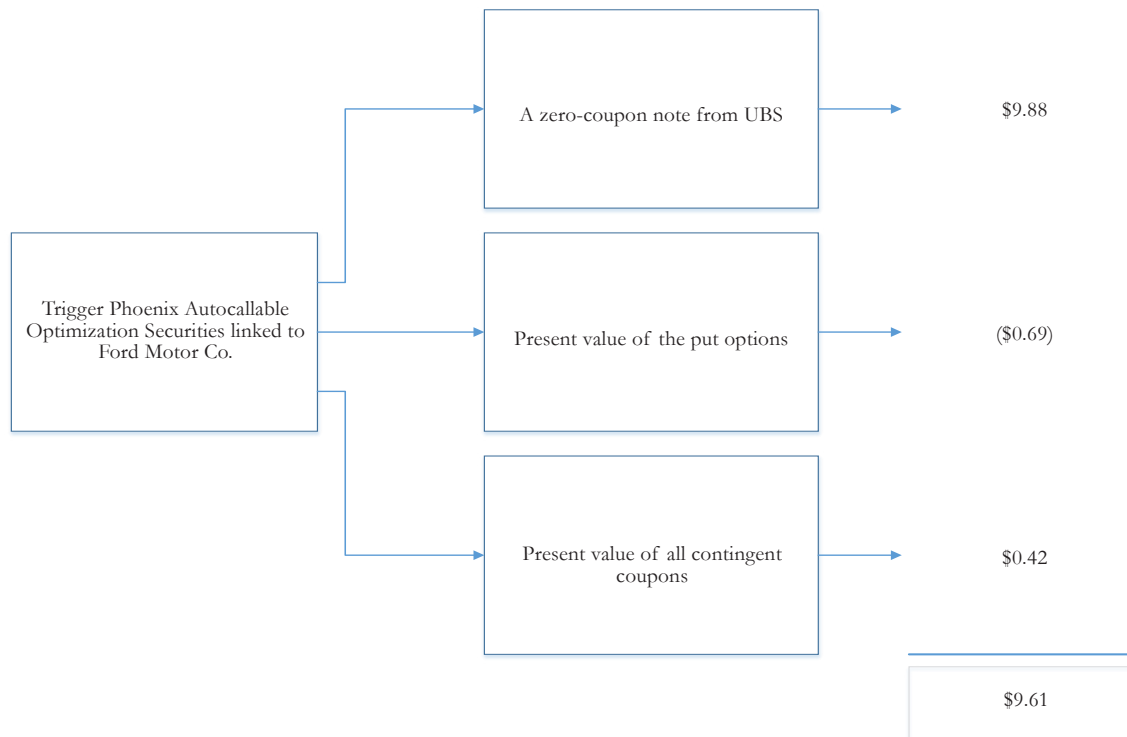 A zero-coupon note from UBS
$9.88
Trigger Phoenix Autocallable
Optimization Securities linked to
Ford Motor Co.
Present value of the put options
($0.69)
Present value of all contingent
coupons
$0.42
$9.61